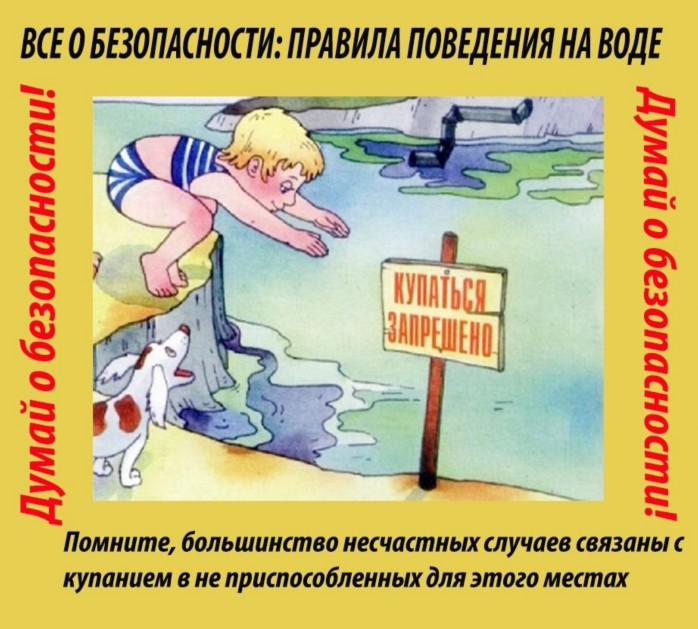 ВСЕ О БЕЗОПАСНОСТИ: ПРАВИЛА ПОВЕДЕНИЯ НА ВОДЕ
Думай о безопасности!
КУПАТЬСЯ
ЗАПРЕШЕНО
Думай о безопасности!
Помните, большинство несчастных случаев связаны с
купанием в не приспособленных для этого местах